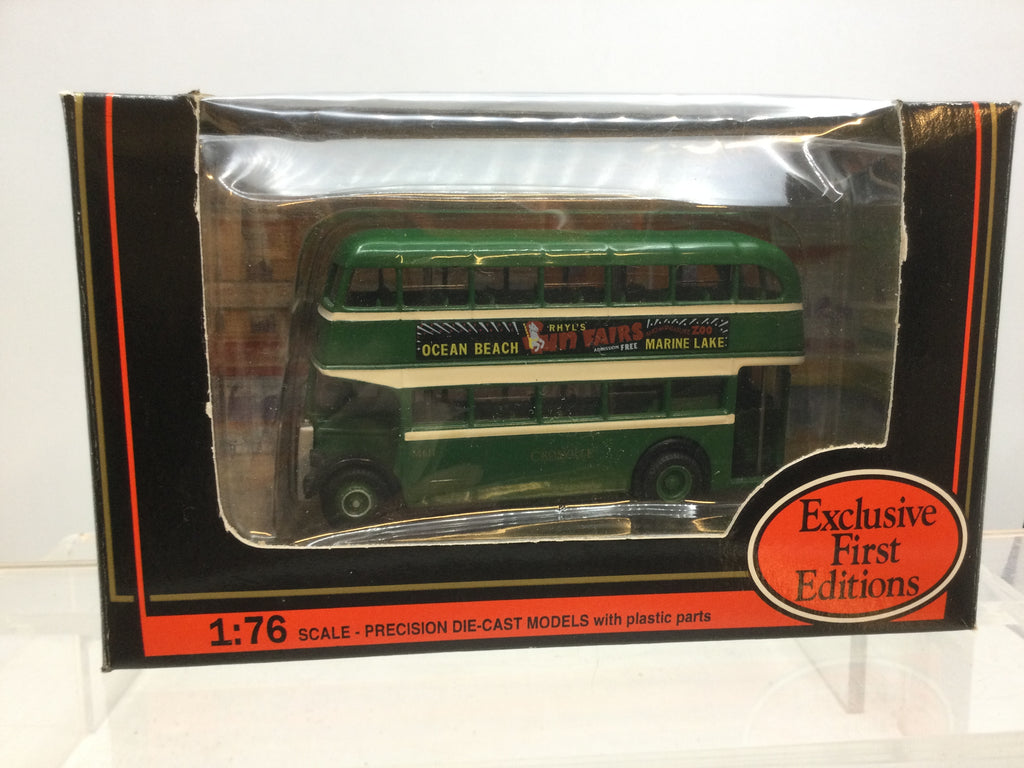 RHYL'S
OCEAN BEACH FUN FAIRS ZOO
ADMISSION FREE MARINE LAKE
CROSVILLE
Exclusive
First
Editions
1:76 SCALE - PRECISION DIE-CAST MODELS with plastic parts